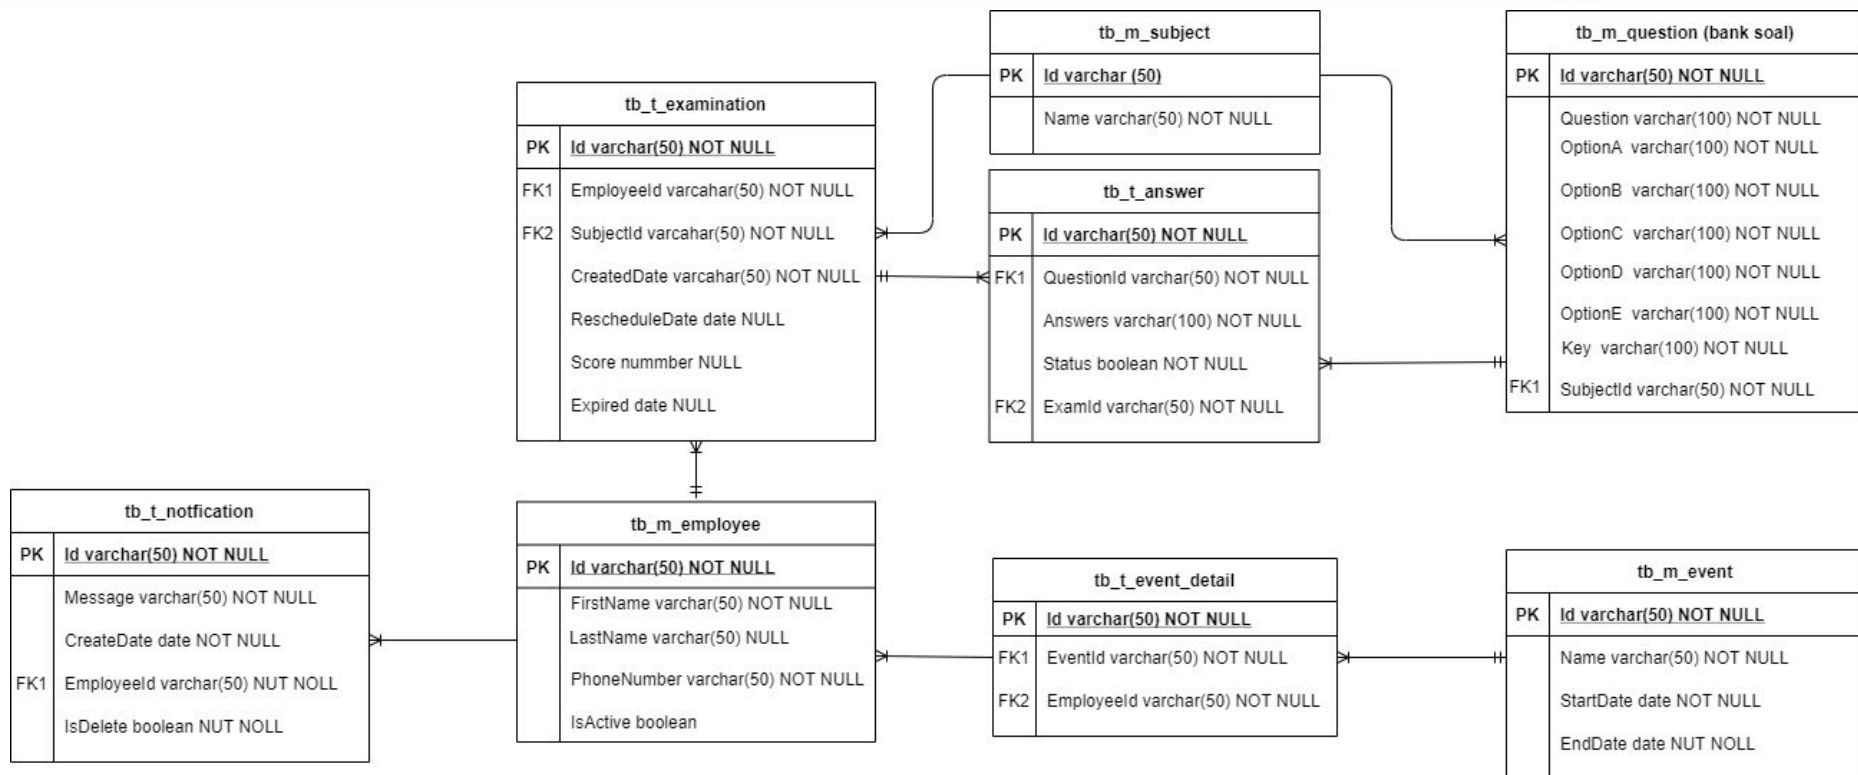 tb_m_subject
PK Id varchar (50)
Name varchar(50) NOT NULL
tb_m_question (bank soal)
PK Id varchar(50) NOT NULL
Question varchar(100) NOT NULL
OptionA varchar(100) NOT NULL
OptionB varchar(100) NOT NULL
OptionC varchar(100) NOT NULL
OptionD varchar(100) NOT NULL
OptionE varchar(100) NOT NULL
Key varchar(100) NOT NULL
FK1 SubjectId varchar(50) NOT NULL
tb_t_examination
PK Id varchar(50) NOT NULL
FK1 EmployeeId varcahar(50) NOT NULL
FK2 SubjectId varcahar(50) NOT NULL
CreatedDate varcahar(50) NOT NULL
RescheduleDate date NULL
Score nummber NULL
Expired date NULL
tb_t_answer
PK Id varchar(50) NOT NULL
FK1 QuestionId varchar(50) NOT NULL
Answers varchar(100) NOT NULL
Status boolean NOT NULL
FK2 ExamId varchar(50) NOT NULL
tb_t_notfication
PK Id varchar(50) NOT NULL
Message varchar(50) NOT NULL
CreateDate date NOT NULL
FK1 EmployeeId varchar(50) NUT NOLL
IsDelete boolean NUT NOLL
tb_m_employee
PK Id varchar(50) NOT NULL
FirstName varchar(50) NOT NULL
LastName varchar(50) NULL
PhoneNumber varchar(50) NOT NULL
IsActive boolean
tb_t_event_detail
PK Id varchar(50) NOT NULL
FK1 EventId varchar(50) NOT NULL
FK2 EmployeeId varchar(50) NOT NULL
tb_m_event
PK Id varchar(50) NOT NULL
Name varchar(50) NOT NULL
StartDate date NOT NULL
EndDate date NUT NOLL